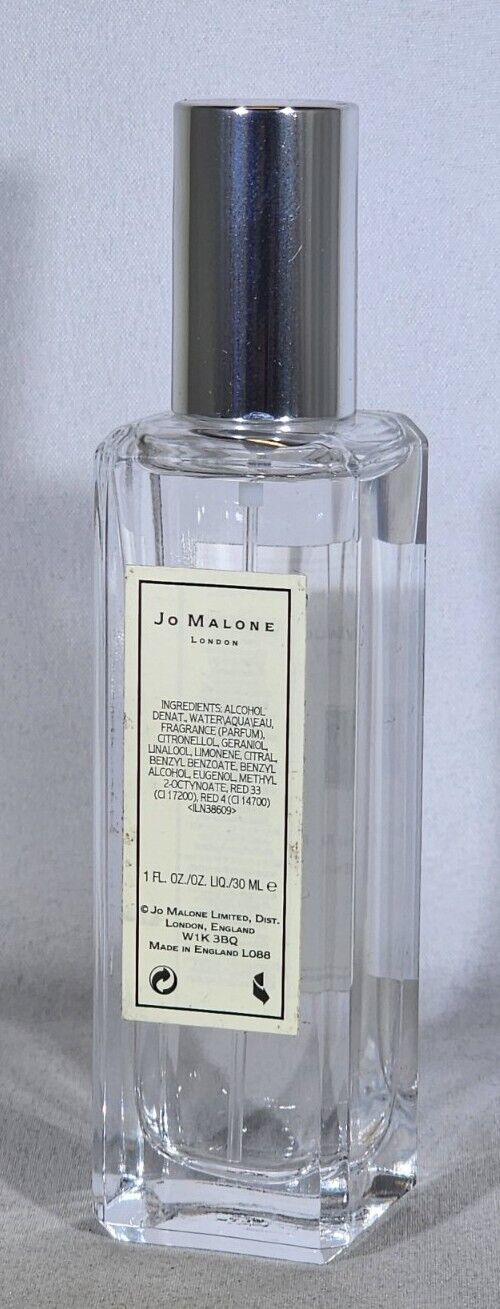 JO MALONE
LONDON
INGREDIENTS: ALCOHOL
DENAT., WATER\AQUA\EAU,
FRAGRANCE (PARFUM),
CITRONELLOL, GERANIOL,
LINALOOL, LIMONENE, CITRAL,
BENZYL BENZOATE, BENZYL
ALCOHOL, EUGENOL, METHYL
2-OCTYNOATE, RED 33
(CI 17200), RED 4 (CI 14700)
<ILN38609>
1 FL. OZ./OZ. LIQ./30 ML ℮
© JO MALONE LIMITED, DIST.
LONDON, ENGLAND
W1K 3BQ
MADE IN ENGLAND L088